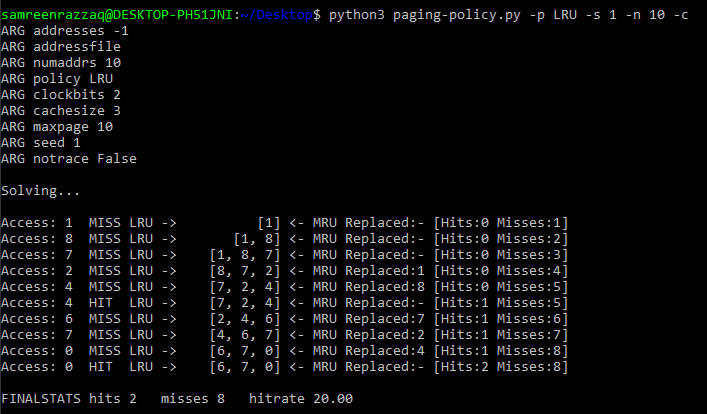 samreenrazzaq@DESKTOP-PH51JNI:~/Desktop$ python3 paging-policy.py -p LRU -s 1 -n 10 -c
ARG addresses -1
ARG addressfile
ARG numaddrs 10
ARG policy LRU
ARG clockbits 2
ARG cachesize 3
ARG maxpage 10
ARG seed 1
ARG notrace False

Solving...

Access: 1  MISS LRU ->          [1] <- MRU Replaced:- [Hits:0 Misses:1]
Access: 8  MISS LRU ->       [1, 8] <- MRU Replaced:- [Hits:0 Misses:2]
Access: 7  MISS LRU ->    [1, 8, 7] <- MRU Replaced:- [Hits:0 Misses:3]
Access: 2  MISS LRU ->    [8, 7, 2] <- MRU Replaced:1 [Hits:0 Misses:4]
Access: 4  MISS LRU ->    [7, 2, 4] <- MRU Replaced:8 [Hits:0 Misses:5]
Access: 4  HIT  LRU ->    [7, 2, 4] <- MRU Replaced:- [Hits:1 Misses:5]
Access: 6  MISS LRU ->    [2, 4, 6] <- MRU Replaced:7 [Hits:1 Misses:6]
Access: 7  MISS LRU ->    [4, 6, 7] <- MRU Replaced:2 [Hits:1 Misses:7]
Access: 0  MISS LRU ->    [6, 7, 0] <- MRU Replaced:4 [Hits:1 Misses:8]
Access: 0  HIT  LRU ->    [6, 7, 0] <- MRU Replaced:- [Hits:2 Misses:8]

FINALSTATS hits 2   misses 8   hitrate 20.00